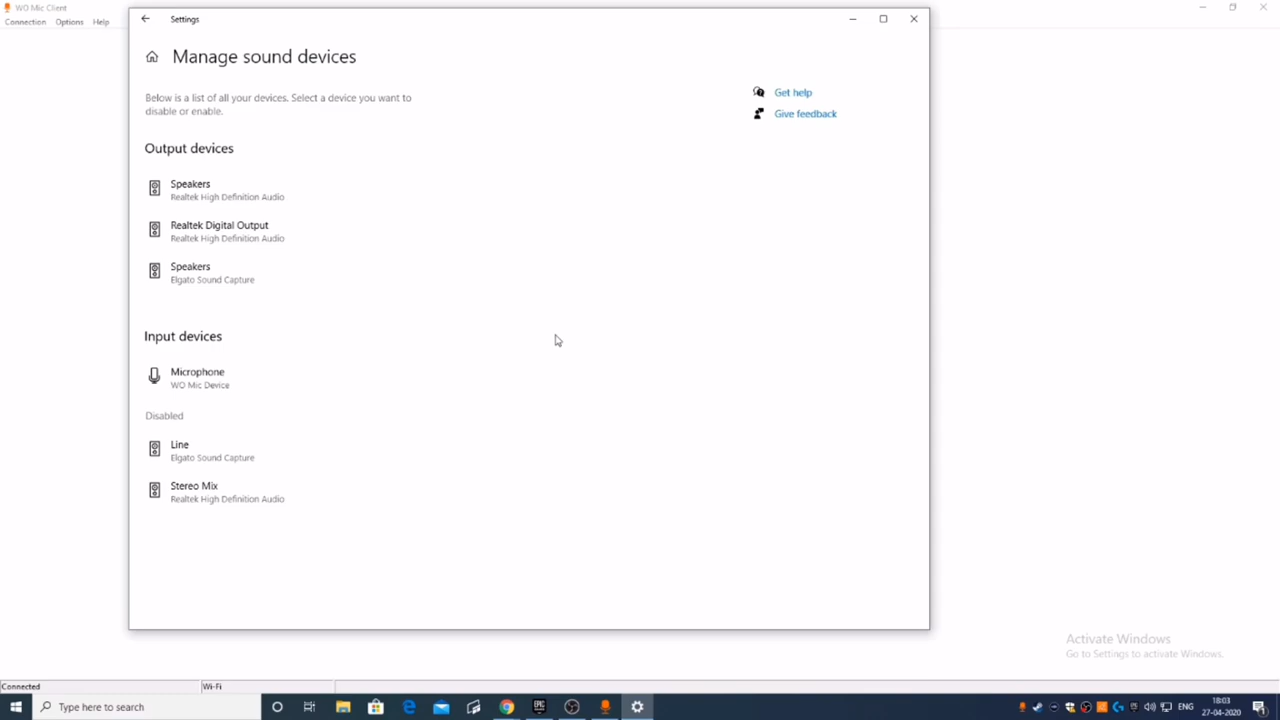 WO Mic Client
Connection Options Help
Settings
Manage sound devices
Below is a list of all your devices. Select a device you want to
disable or enable.
Get help
Give feedback
Output devices
Speakers
Realtek High Definition Audio
Realtek Digital Output
Realtek High Definition Audio
Speakers
Elgato Sound Capture
Input devices
Microphone
WO Mic Device
Disabled
Line
Elgato Sound Capture
Stereo Mix
Realtek High Definition Audio
Activate Windows
Go to Settings to activate Windows.
Connected Wi-Fi
Type here to search
EPIC
ENG
18:03
27-04-2020
1